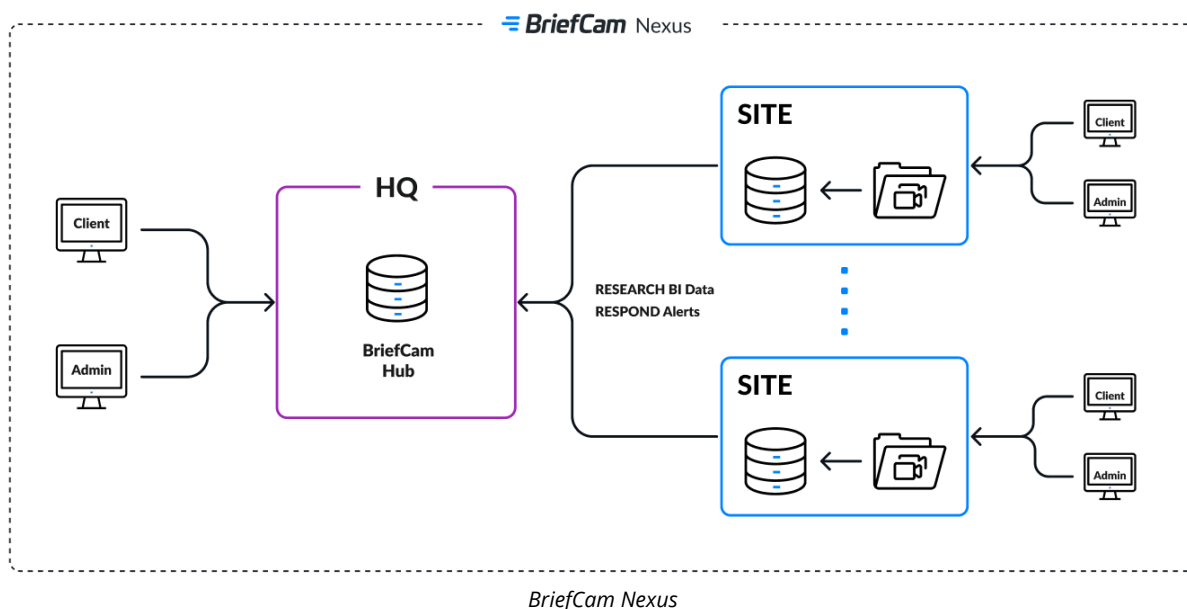 BriefCam Nexus
SITE
Client
Admin
HQ
Client
BriefCam
Hub
Admin
RESEARCH BI Data
RESPOND Alerts
SITE
Client
Admin
BriefCam Nexus